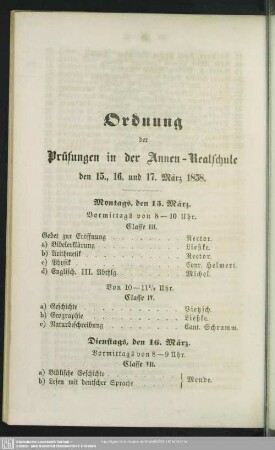 Ordnung
der
Prüfungen in der Annen-Realschule
den 15., 16. und 17. März 1858.
Montags, den 15. März.
Vormittags von 8—10 Uhr.
Classe III.
Gebet zur Eröffnung . . . . . Rector.
a) Bibelerklärung . . . . . Ließke.
b) Arithmetik . . . . . Rector.
c) Physik . . . . . Conr. Helmert.
d) Englisch. III. Abthlg. . . . . . Michel.
Von 10—11½ Uhr.
Classe IV.
a) Geschichte . . . . . Vietzsch.
b) Geographie . . . . . Ließke.
c) Naturbeschreibung . . . . . Cant. Schramm.
Dienstags, den 16. März.
Vormittags von 8—9 Uhr.
Classe VII.
a) Biblische Geschichte . . . . .
b) Lesen mit deutscher Sprache } Mende.